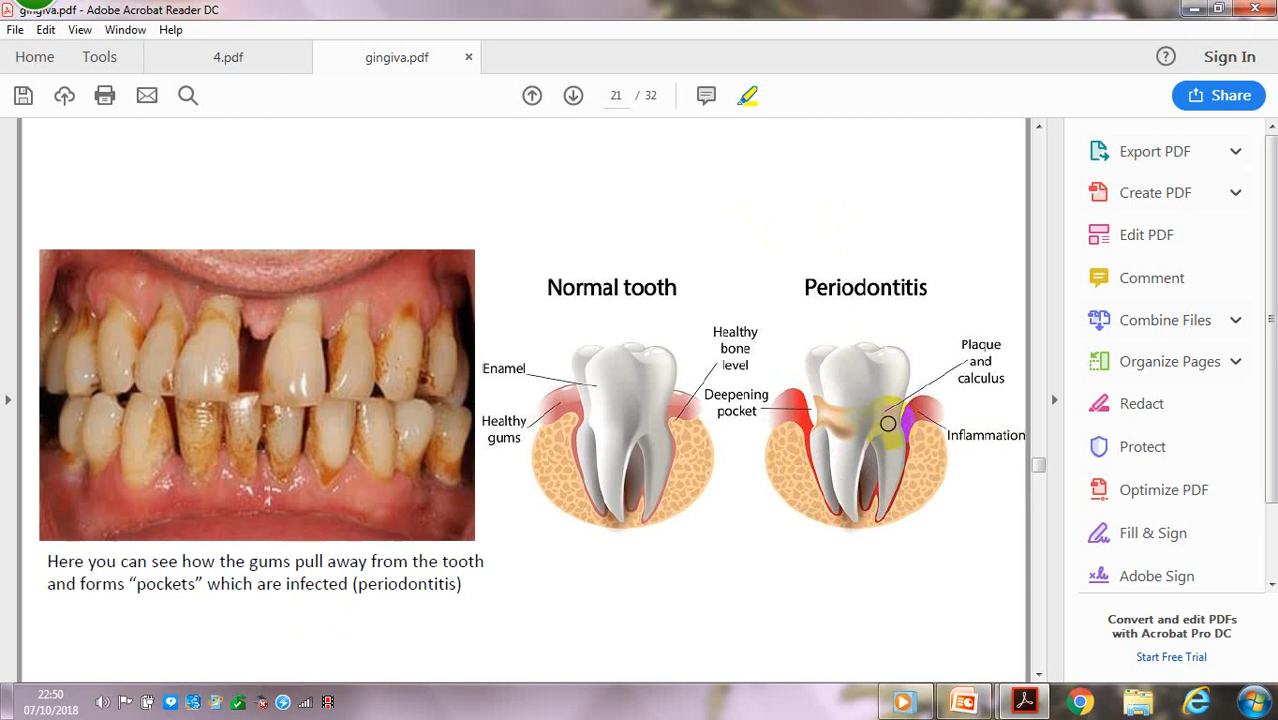 gingiva.pdf - Adobe Acrobat Reader DC
File Edit View Window Help
Home Tools 4.pdf gingiva.pdf ×
Sign In
21 / 32
Share
Export PDF
Create PDF
Edit PDF
Comment
Combine Files
Organize Pages
Redact
Protect
Optimize PDF
Fill & Sign
Adobe Sign
Convert and edit PDFs
with Acrobat Pro DC
Start Free Trial
Normal tooth
Enamel
Healthy
gums
Healthy
bone
level
Periodontitis
Deepening
pocket
Plaque
and
calculus
Inflammation
Here you can see how the gums pull away from the tooth
and forms “pockets” which are infected (periodontitis)
22:50
07/10/2018